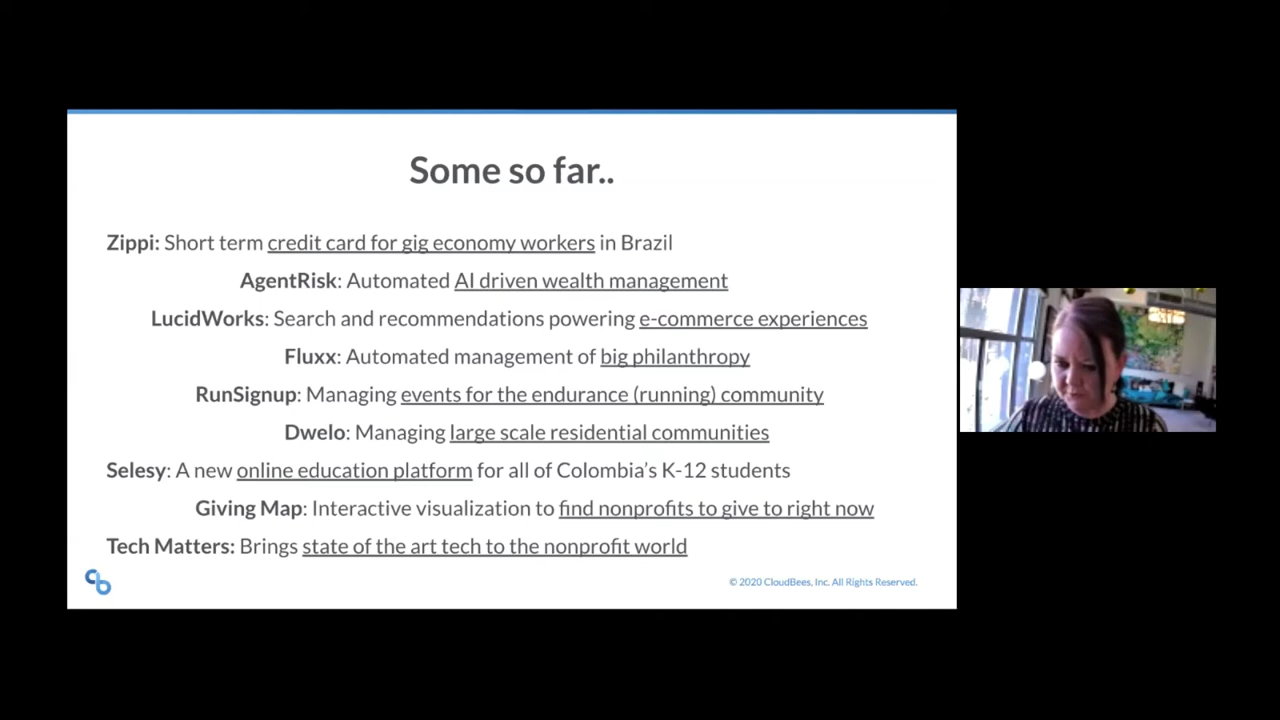 Some so far..
Zippi: Short term credit card for gig economy workers in Brazil
AgentRisk: Automated AI driven wealth management
LucidWorks: Search and recommendations powering e-commerce experiences
Fluxx: Automated management of big philanthropy
RunSignup: Managing events for the endurance (running) community
Dwelo: Managing large scale residential communities
Selesy: A new online education platform for all of Colombia's K-12 students
Giving Map: Interactive visualization to find nonprofits to give to right now
Tech Matters: Brings state of the art tech to the nonprofit world
© 2020 CloudBees, Inc. All Rights Reserved.